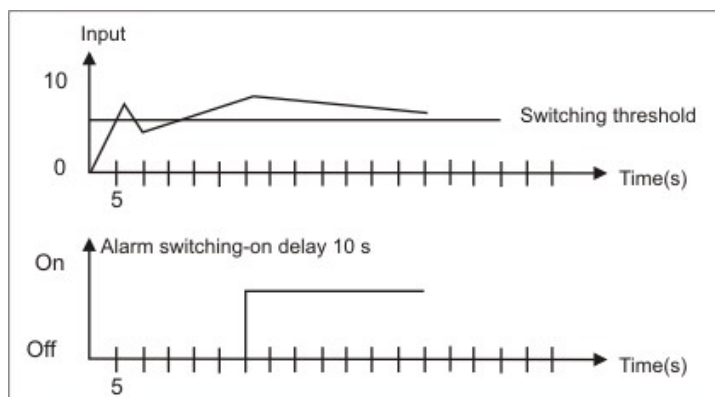 Input
10
Switching threshold
0
Time(s)
5
Alarm switching-on delay 10 s
On
Off
Time(s)
5